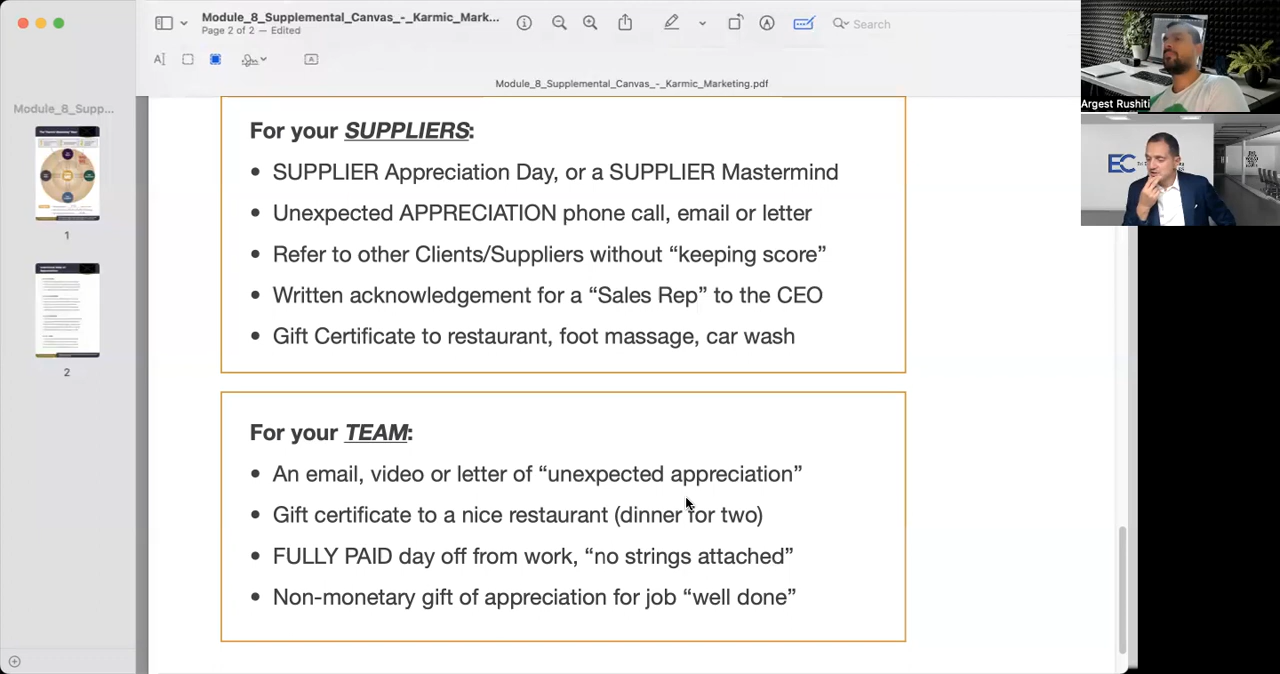 Module_8_Supplemental_Canvas_-_Karmic_Mark...
Page 2 of 2 — Edited
Search
Module_8_Supplemental_Canvas_-_Karmic_Marketing.pdf
Module_8_Supp...
1
2
For your SUPPLIERS:
• SUPPLIER Appreciation Day, or a SUPPLIER Mastermind
• Unexpected APPRECIATION phone call, email or letter
• Refer to other Clients/Suppliers without “keeping score”
• Written acknowledgement for a “Sales Rep” to the CEO
• Gift Certificate to restaurant, foot massage, car wash
For your TEAM:
• An email, video or letter of “unexpected appreciation”
• Gift certificate to a nice restaurant (dinner for two)
• FULLY PAID day off from work, “no strings attached”
• Non-monetary gift of appreciation for job “well done”
Argest Rushiti
EC